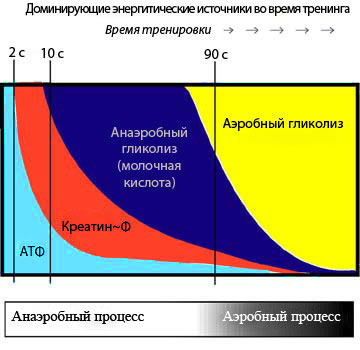 Доминирующие энергитические источники во время тренинга
Время тренировки → → → → →
2 с 10 с 90 с
Анаэробный
гликолиз
(молочная
кислота)
Аэробный гликолиз
Креатин~Ф
АТФ
Анаэробный процесс Аэробный процесс